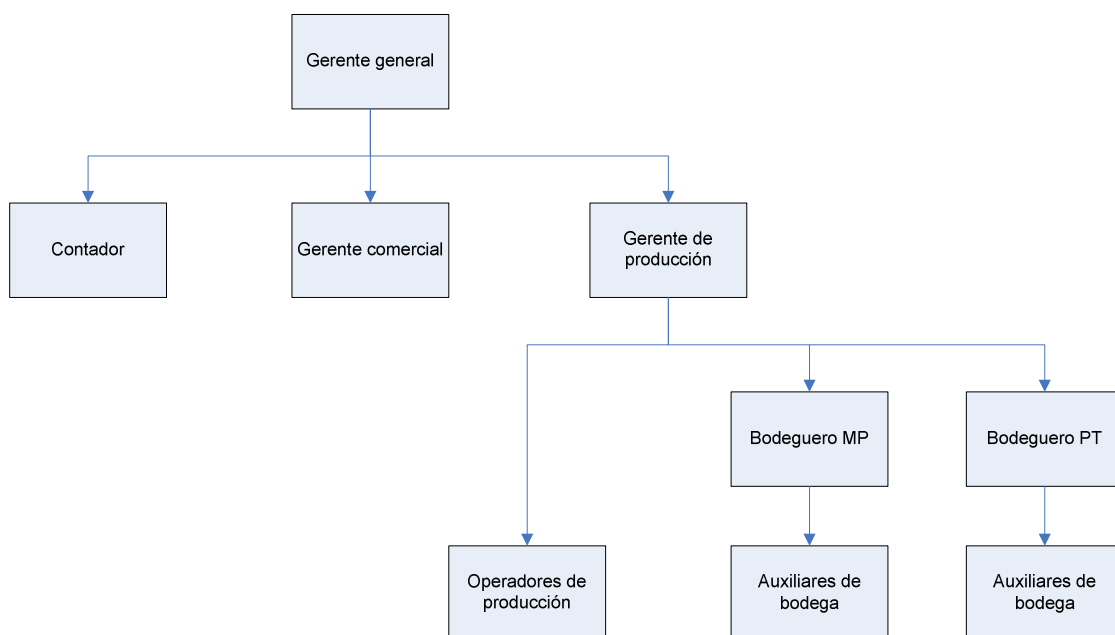 Gerente general
Contador
Gerente comercial
Gerente de
producción
Bodeguero MP
Bodeguero PT
Operadores de
producción
Auxiliares de
bodega
Auxiliares de
bodega